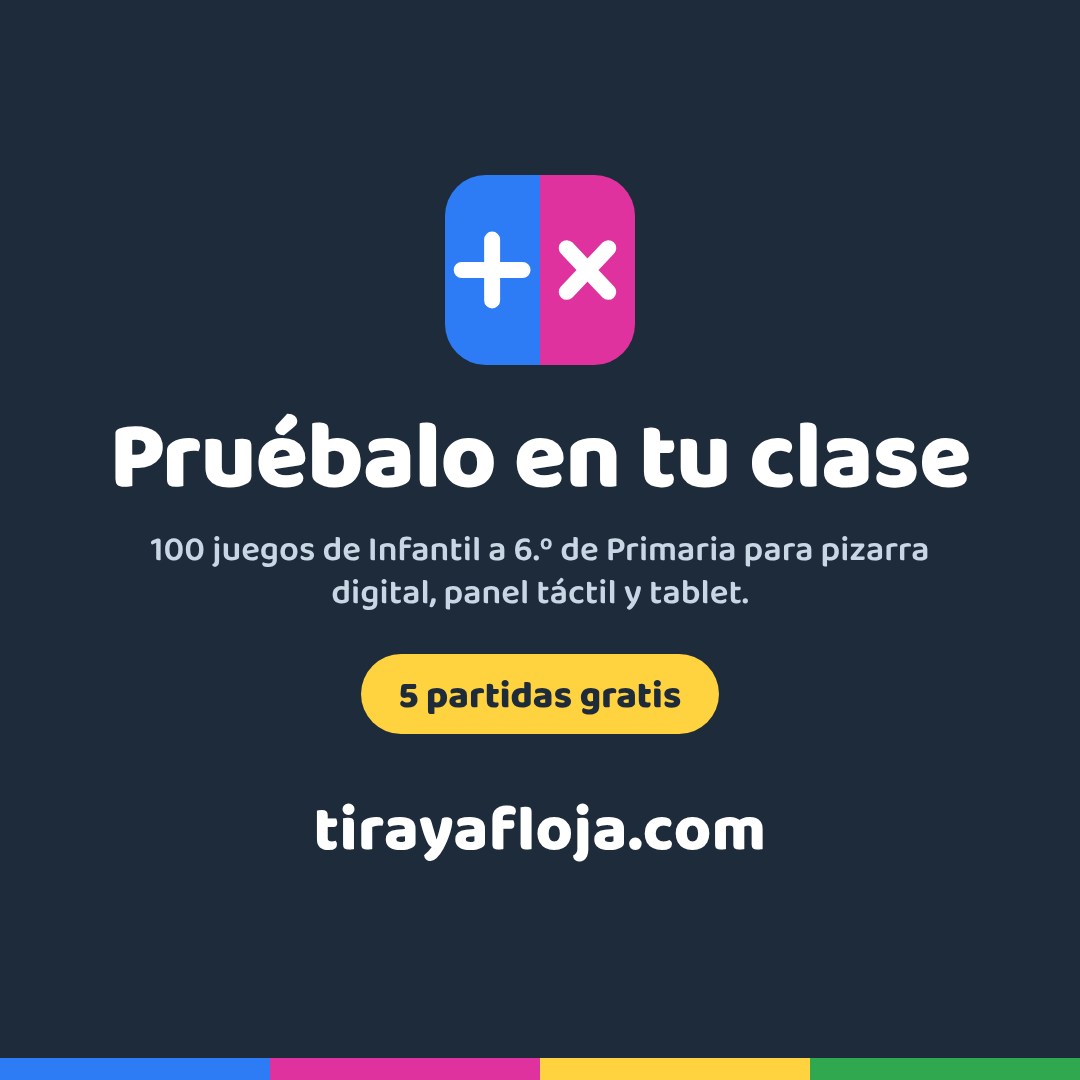 Pruébalo en tu clase
100 juegos de Infantil a 6.º de Primaria para pizarra
digital, panel táctil y tablet.
5 partidas gratis
tirayafloja.com